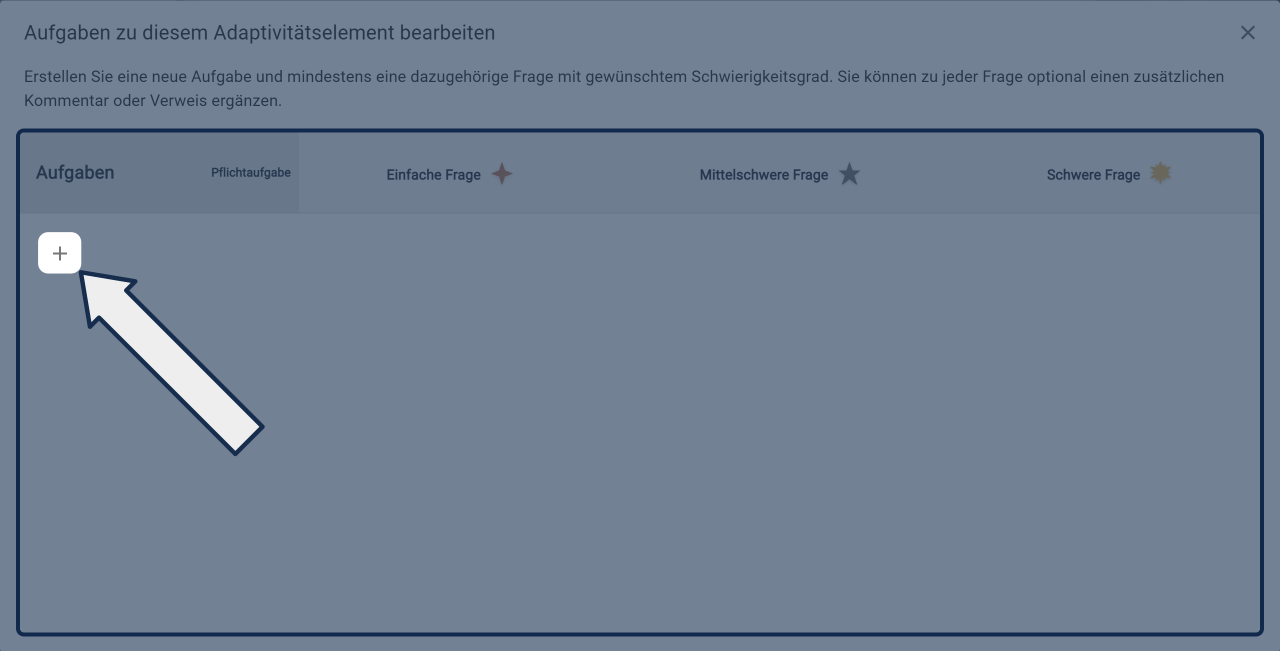 Aufgaben zu diesem Adaptivitätselement bearbeiten
Erstellen Sie eine neue Aufgabe und mindestens eine dazugehörige Frage mit gewünschtem Schwierigkeitsgrad. Sie können zu jeder Frage optional einen zusätzlichen
Kommentar oder Verweis ergänzen.
Aufgaben Pflichtaufgabe Einfache Frage Mittelschwere Frage Schwere Frage